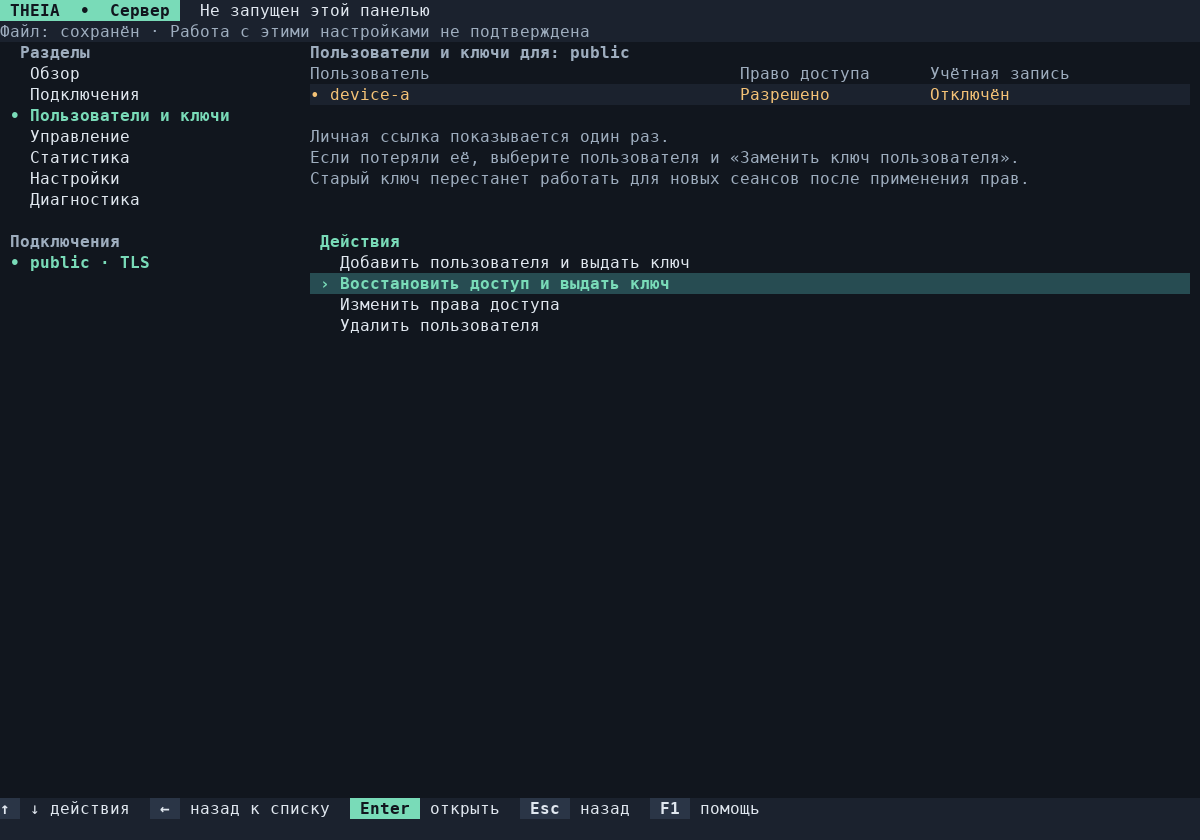 THEIA • Сервер Не запущен этой панелью
Файл: сохранён · Работа с этими настройками не подтверждена
Разделы
Обзор
Подключения
• Пользователи и ключи
Управление
Статистика
Настройки
Диагностика
Подключения
• public · TLS
Пользователи и ключи для: public
Пользователь Право доступа Учётная запись
• device-a Разрешено Отключён
Личная ссылка показывается один раз.
Если потеряли её, выберите пользователя и «Заменить ключ пользователя».
Старый ключ перестанет работать для новых сеансов после применения прав.
Действия
Добавить пользователя и выдать ключ
› Восстановить доступ и выдать ключ
Изменить права доступа
Удалить пользователя
↑ ↓ действия ← назад к списку Enter открыть Esc назад F1 помощь